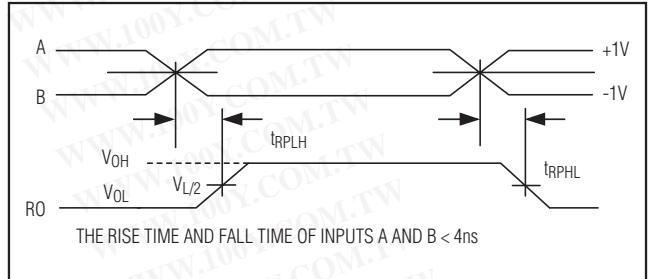 WWW.100Y.COM.TW
A
+1V
B
-1V
tRPLH
VOH
tRPHL
VOL
VL/2
RO
THE RISE TIME AND FALL TIME OF INPUTS A AND B < 4ns